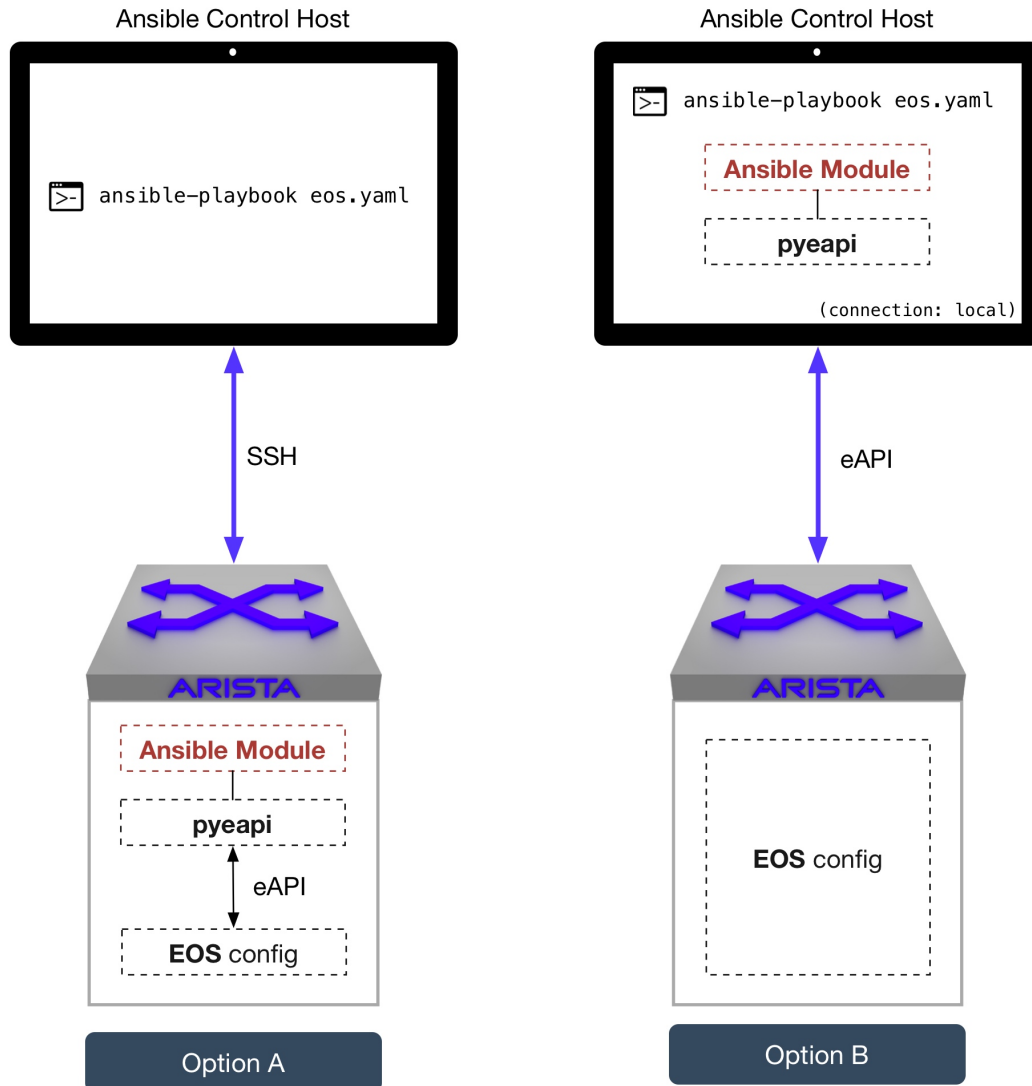 Ansible Control Host
>- ansible-playbook eos.yaml
SSH
ARISTA
Ansible Module
pyeapi
eAPI
EOS config
Option A
Ansible Control Host
>- ansible-playbook eos.yaml
Ansible Module
pyeapi
(connection: local)
eAPI
ARISTA
EOS config
Option B